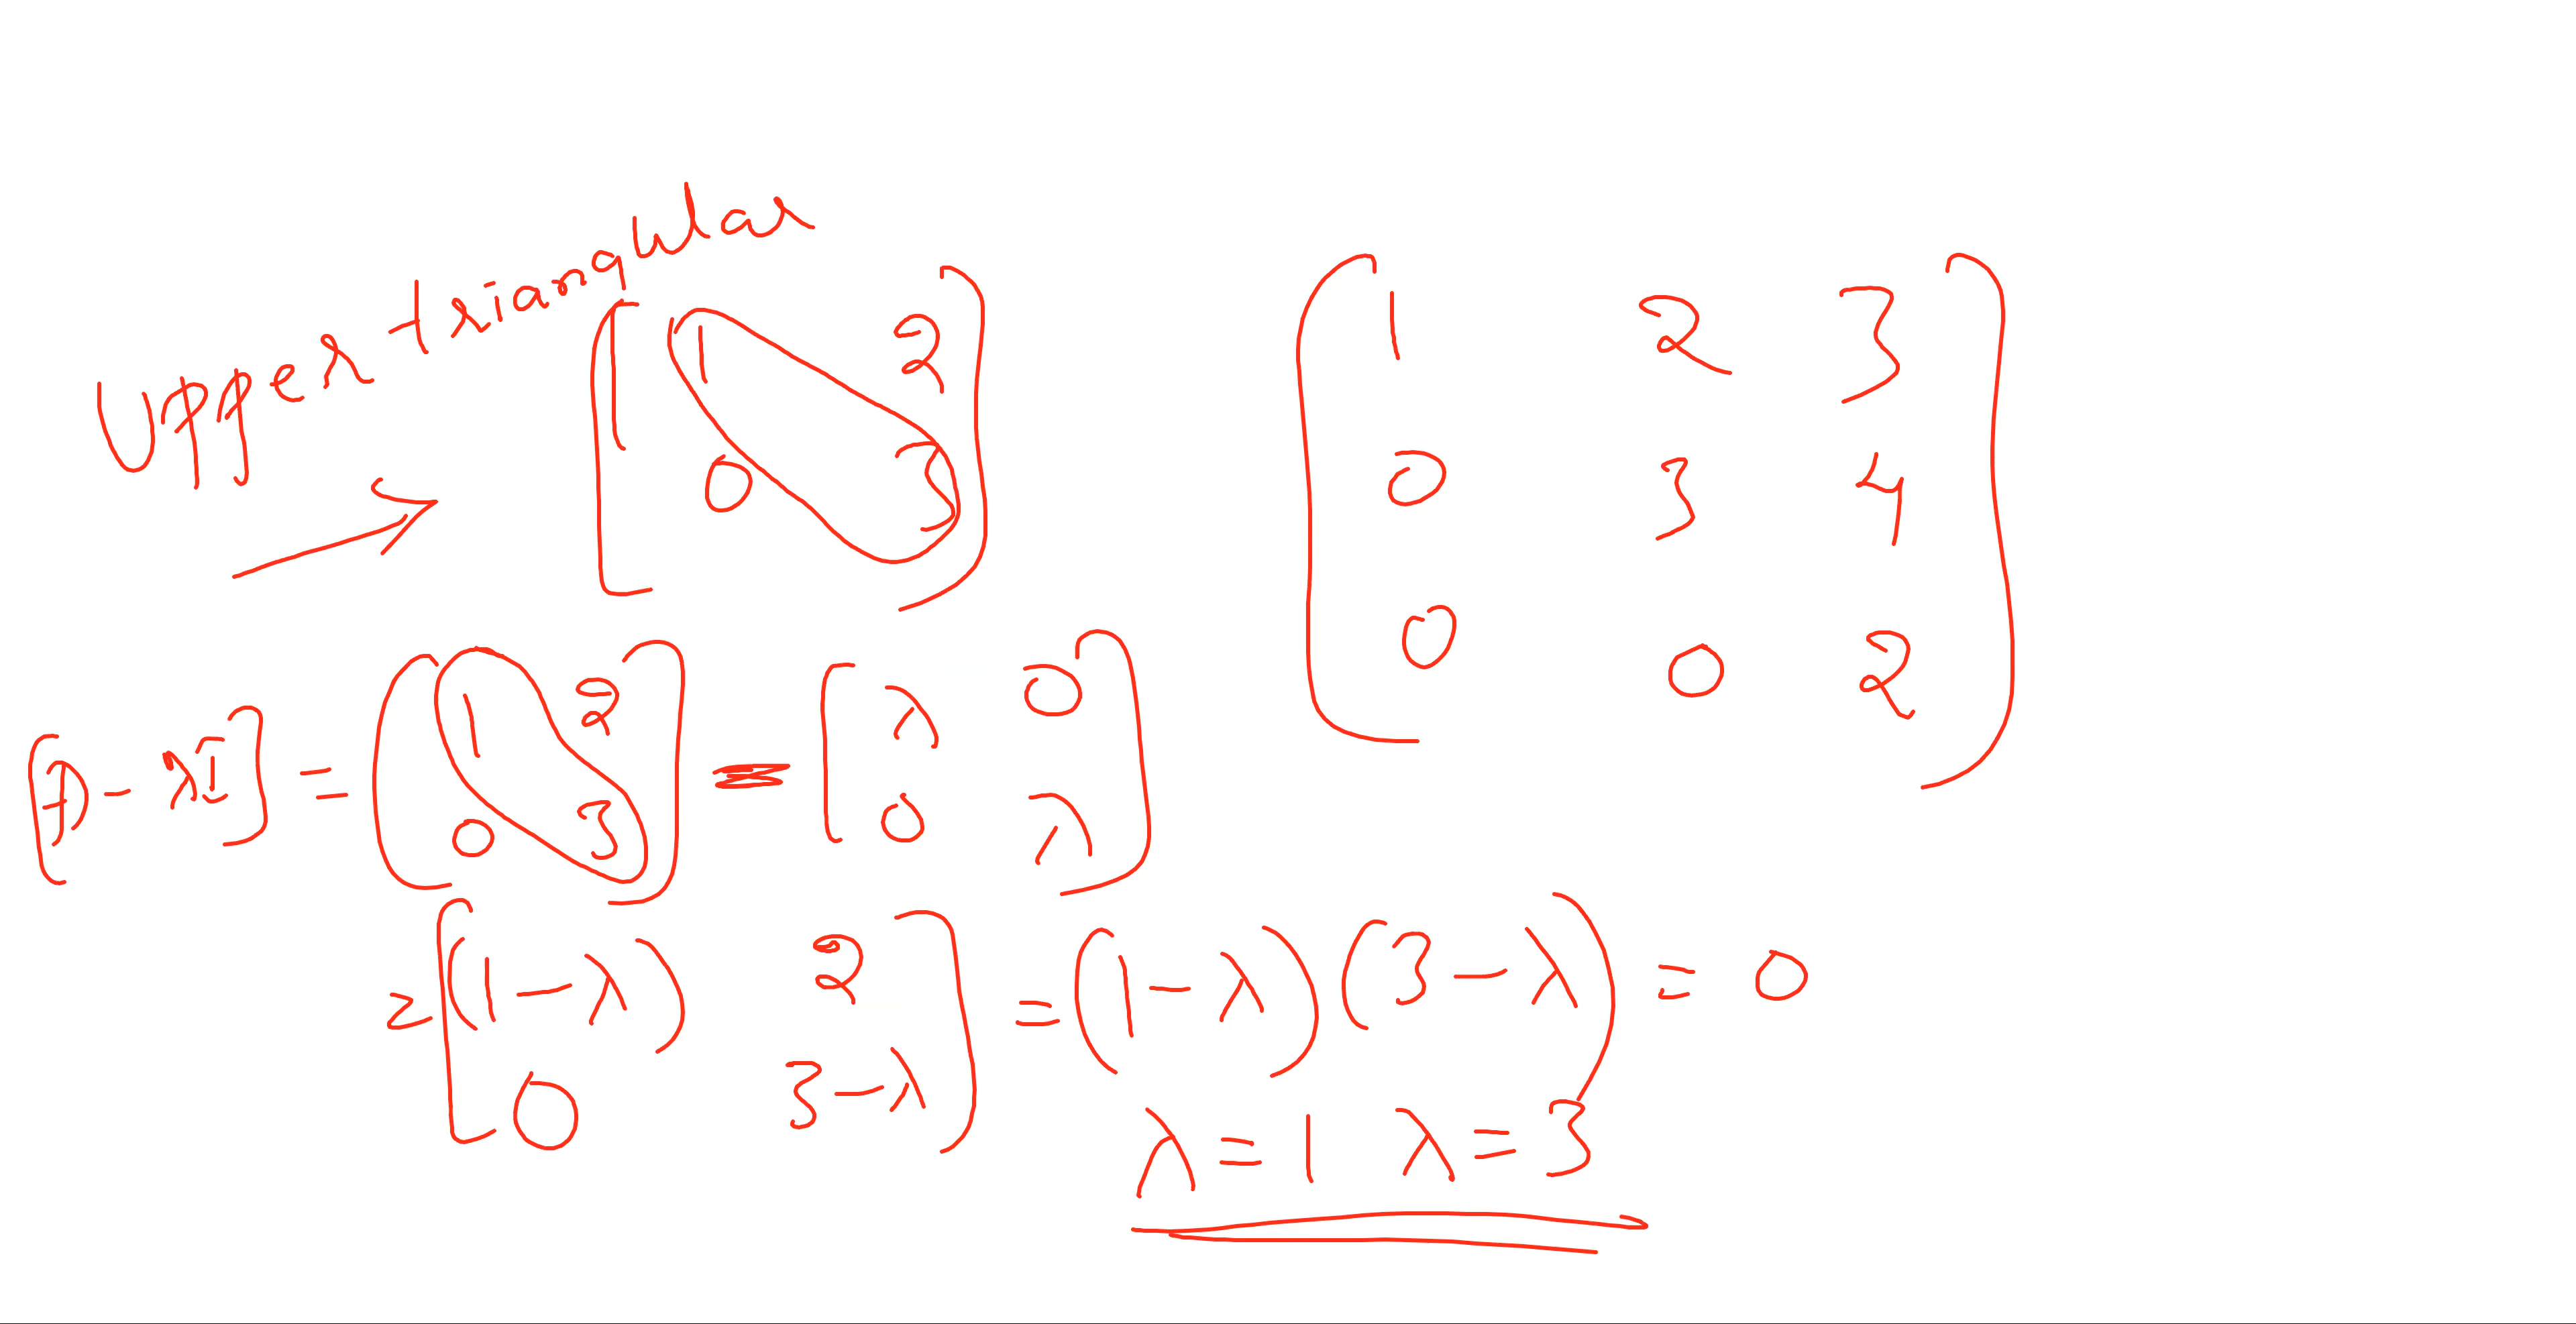 Upper triangular
[ 1 2
0 3 ]
[ 1 2 3
0 3 4
0 0 2 ]
[A - λI] = [ 1 2
0 3 ] - [ λ 0
0 λ ]
= [ (1-λ) 2
0 3-λ ] = (1-λ)(3-λ) = 0
λ = 1 λ = 3